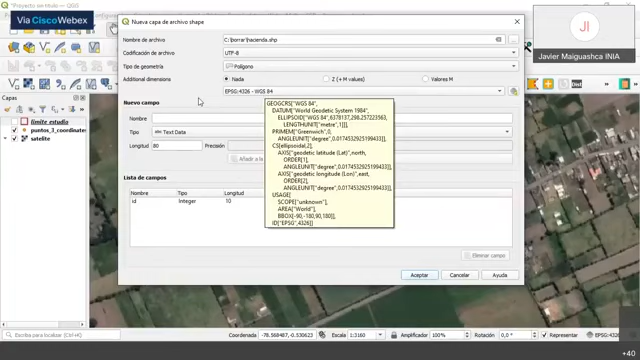 *Proyecto sin título — QGIS
Via CiscoWebex
Nueva capa de archivo shape
Nombre de archivo
C:\borrar\hacienda.shp
Codificación de archivo
UTF-8
Tipo de geometría
Polígono
Additional dimensions
Nada
Z (+ M values)
Valores M
EPSG:4326 - WGS 84
Nuevo campo
Nombre
Tipo
abc Text Data
Longitud
80
Precisión
Añadir a la
Lista de campos
Nombre
Tipo
Longitud
id
Integer
10
GEOGCRS["WGS 84",
DATUM["World Geodetic System 1984",
ELLIPSOID["WGS 84",6378137,298.257223563,
LENGTHUNIT["metre",1]]],
PRIMEM["Greenwich",0,
ANGLEUNIT["degree",0.0174532925199433]],
CS[ellipsoidal,2],
AXIS["geodetic latitude (Lat)",north,
ORDER[1],
ANGLEUNIT["degree",0.0174532925199433]],
AXIS["geodetic longitude (Lon)",east,
ORDER[2],
ANGLEUNIT["degree",0.0174532925199433]],
USAGE[
SCOPE["unknown"],
AREA["World"],
BBOX[-90,-180,90,180]],
ID["EPSG",4326]]
Eliminar campo
Aceptar
Cancelar
Ayuda
Capas
límite estudio
puntos_3_coordenadas
satelite
Escriba para localizar (Ctrl+K)
Coordenada
-78.568487,-0.530623
Escala
1:3160
Amplificador
100%
Rotación
0,0 °
Representar
EPSG:4326
JI
Javier Maiguashca INIA
+40